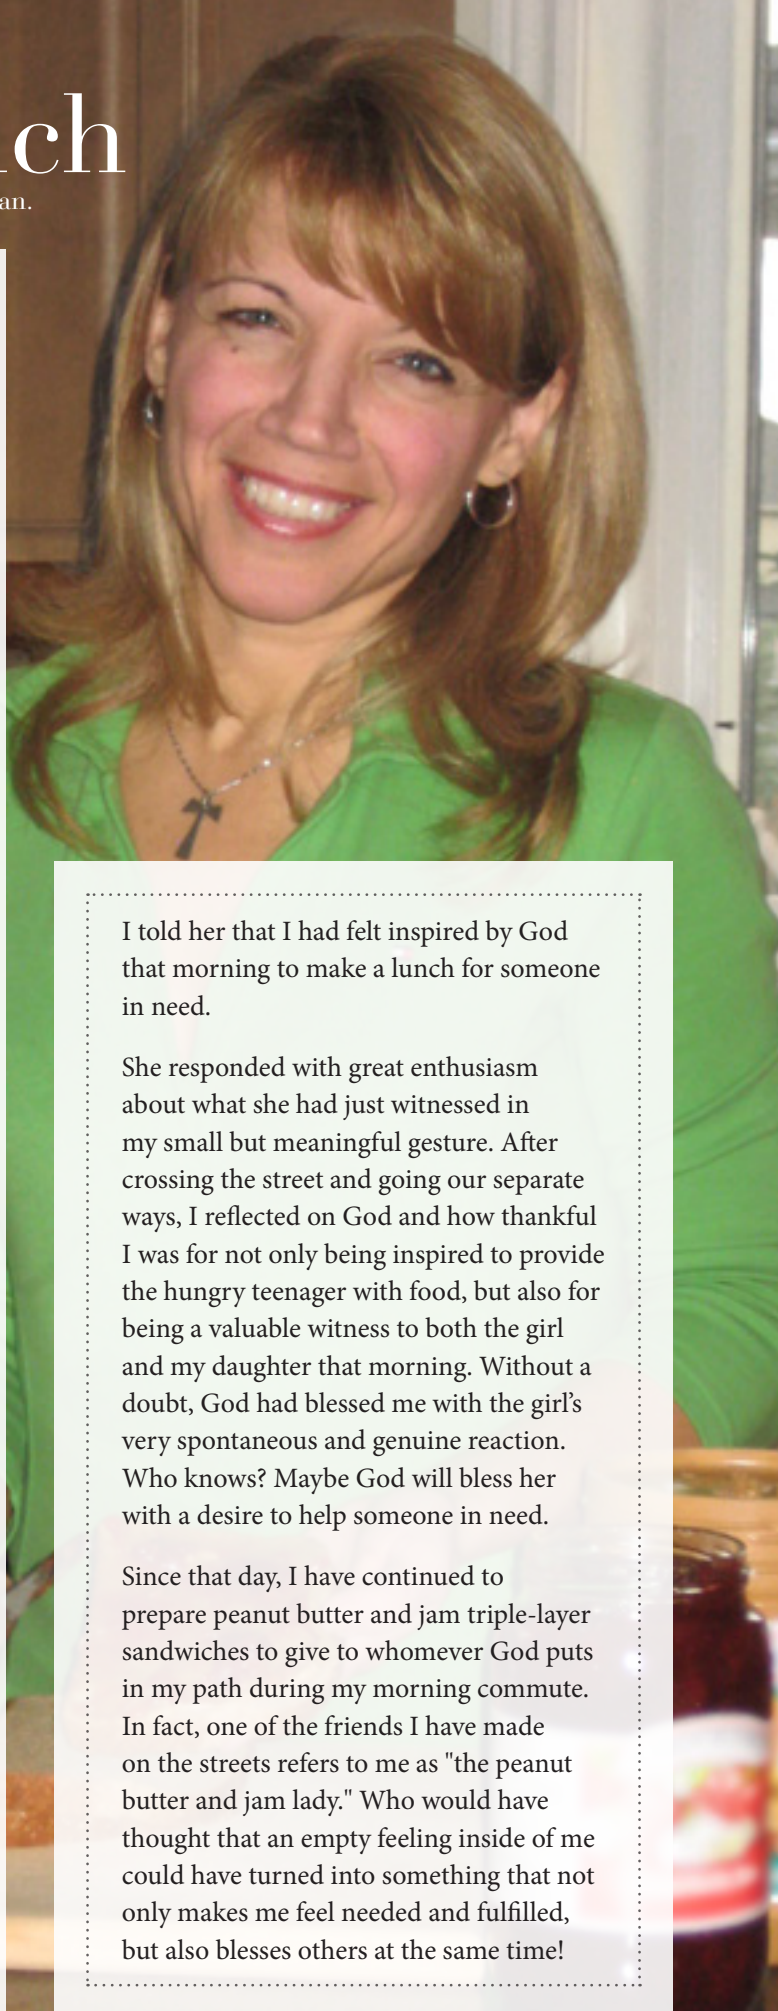 ch
an.
I told her that I had felt inspired by God
that morning to make a lunch for someone
in need.
She responded with great enthusiasm
about what she had just witnessed in
my small but meaningful gesture. After
crossing the street and going our separate
ways, I reflected on God and how thankful
I was for not only being inspired to provide
the hungry teenager with food, but also for
being a valuable witness to both the girl
and my daughter that morning. Without a
doubt, God had blessed me with the girl’s
very spontaneous and genuine reaction.
Who knows? Maybe God will bless her
with a desire to help someone in need.
Since that day, I have continued to
prepare peanut butter and jam triple-layer
sandwiches to give to whomever God puts
in my path during my morning commute.
In fact, one of the friends I have made
on the streets refers to me as "the peanut
butter and jam lady." Who would have
thought that an empty feeling inside of me
could have turned into something that not
only makes me feel needed and fulfilled,
but also blesses others at the same time!